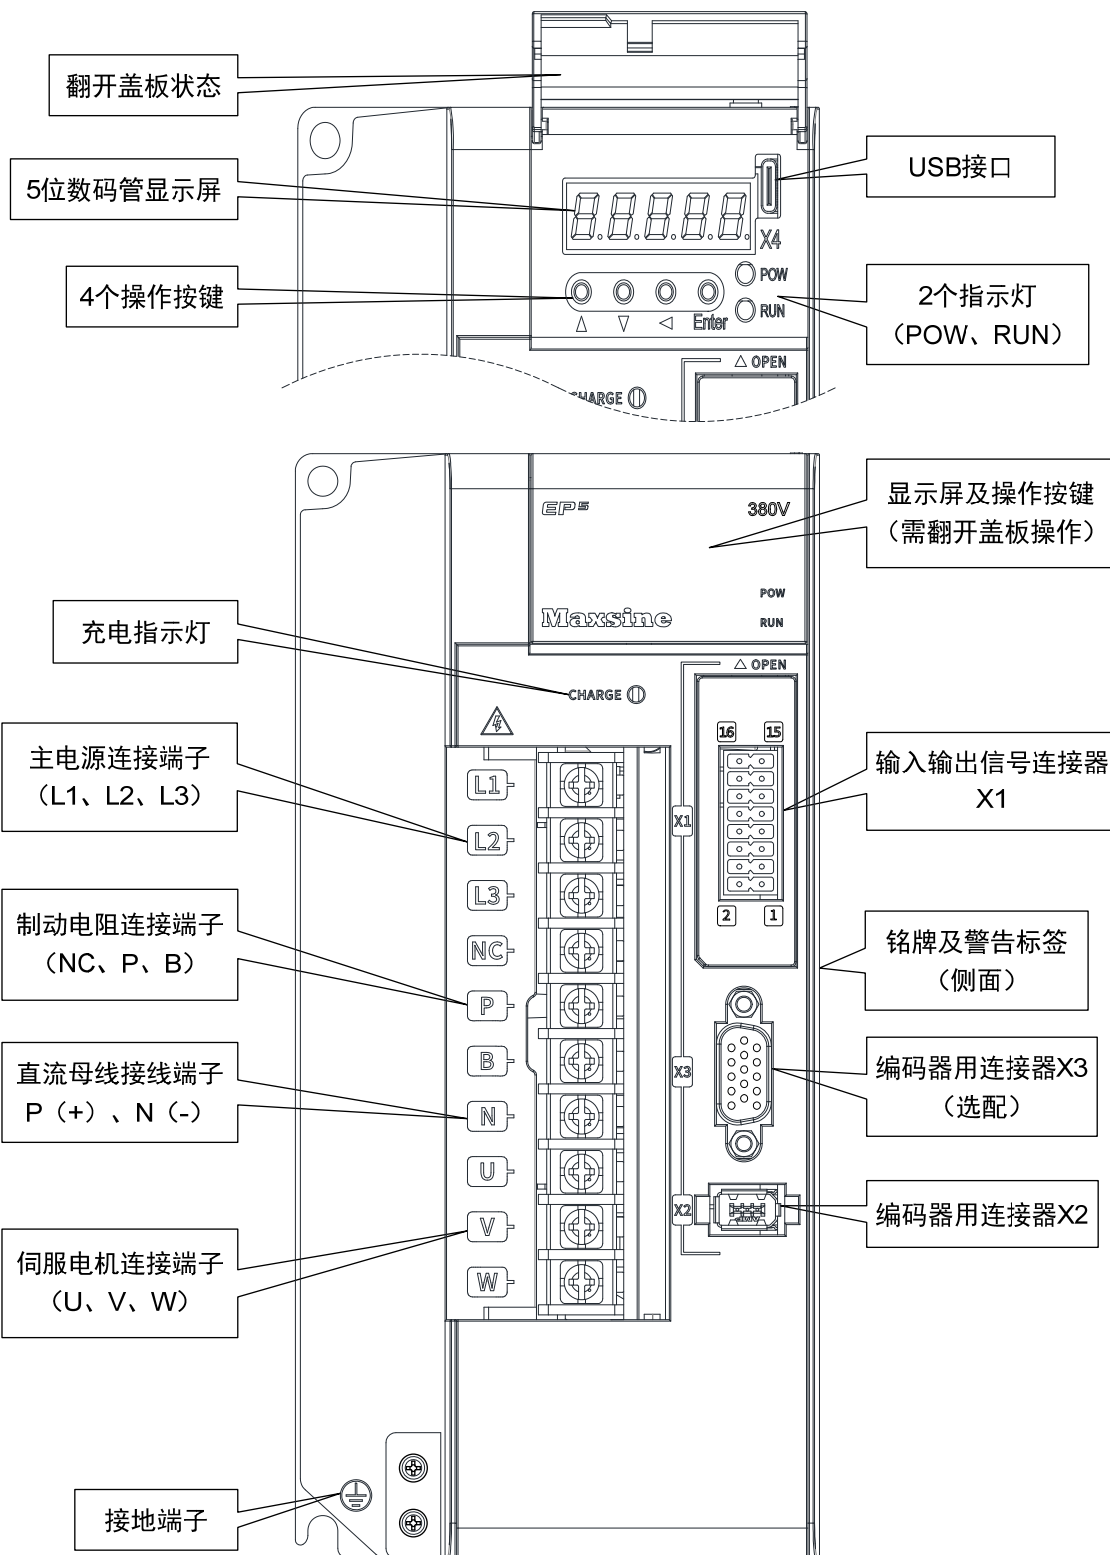 翻开盖板状态
5位数码管显示屏
USB接口
X4
4个操作按键
POW
RUN
Enter
2个指示灯
（POW、RUN）
OPEN
EP5
380V
显示屏及操作按键
（需翻开盖板操作）
POW
Maxsine
RUN
充电指示灯
OPEN
CHARGE
16
15
主电源连接端子
（L1、L2、L3）
L1
L2
L3
NC
P
B
N
U
V
W
X1
输入输出信号连接器
X1
2
1
制动电阻连接端子
（NC、P、B）
铭牌及警告标签
（侧面）
直流母线接线端子
P（+）、N（-）
X3
编码器用连接器X3
（选配）
X2
编码器用连接器X2
伺服电机连接端子
（U、V、W）
接地端子